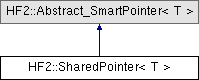 HF2::Abstract_SmartPointer< T >
HF2::SharedPointer< T >